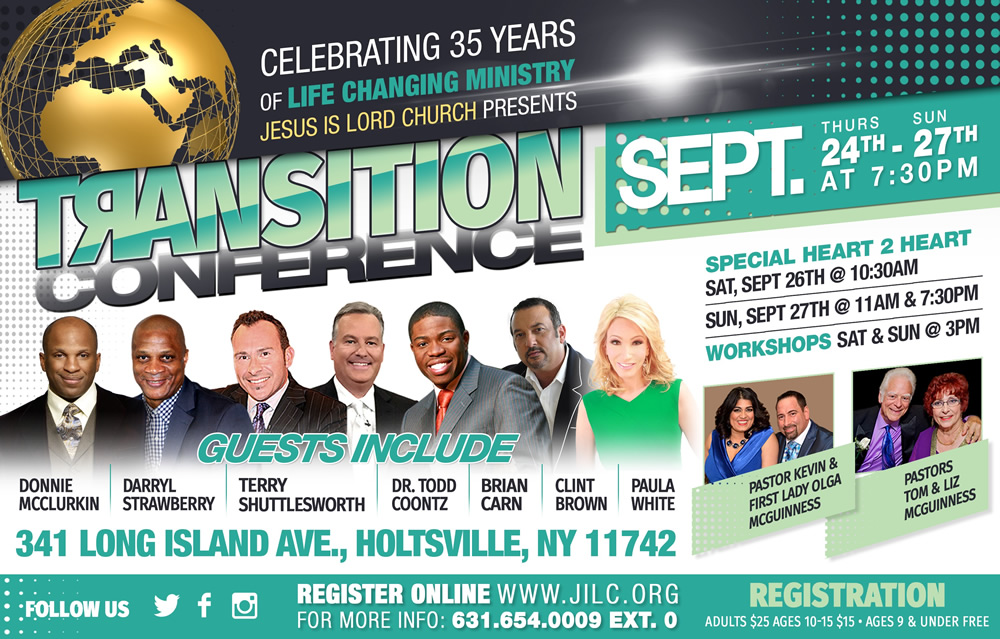 CELEBRATING 35 YEARS
OF LIFE CHANGING MINISTRY
JESUS IS LORD CHURCH PRESENTS
TRANSITION
CONFERENCE
SEPT.
THURS SUN
24TH - 27TH
AT 7:30PM
SPECIAL HEART 2 HEART
SAT, SEPT 26TH @ 10:30AM
SUN, SEPT 27TH @ 11AM & 7:30PM
WORKSHOPS SAT & SUN @ 3PM
GUESTS INCLUDE
DONNIE
MCCLURKIN
DARRYL
STRAWBERRY
TERRY
SHUTTLESWORTH
DR. TODD
COONTZ
BRIAN
CARN
CLINT
BROWN
PAULA
WHITE
PASTOR KEVIN &
FIRST LADY OLGA
MCGUINNESS
PASTORS
TOM & LIZ
MCGUINNESS
341 LONG ISLAND AVE., HOLTSVILLE, NY 11742
FOLLOW US
REGISTER ONLINE WWW.JILC.ORG
FOR MORE INFO: 631.654.0009 EXT. 0
REGISTRATION
ADULTS $25 AGES 10-15 $15 • AGES 9 & UNDER FREE